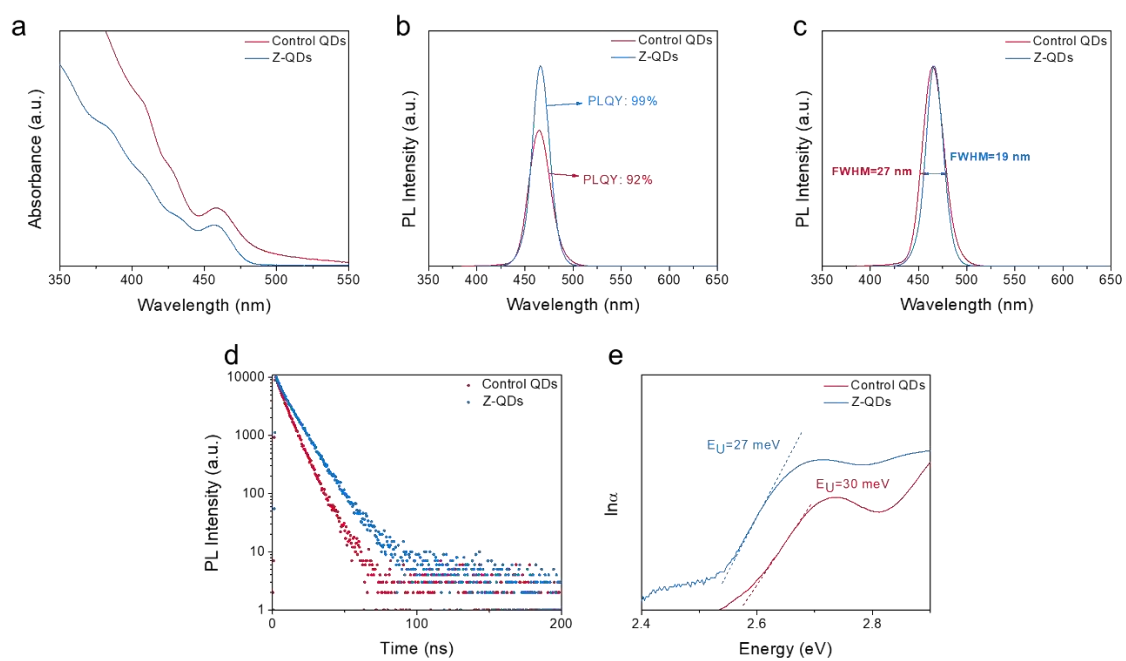 a
Control QDs
Z-QDs
Absorbance (a.u.)
350 400 450 500 550
Wavelength (nm)
b
Control QDs
Z-QDs
PLQY: 99%
PLQY: 92%
PL Intensity (a.u.)
350 400 450 500 550 600 650
Wavelength (nm)
c
Control QDs
Z-QDs
FWHM=27 nm
FWHM=19 nm
PL Intensity (a.u.)
350 400 450 500 550 600 650
Wavelength (nm)
d
Control QDs
Z-QDs
PL Intensity (a.u.)
10000
1000
100
10
1
0 50 100 150 200
Time (ns)
e
Control QDs
Z-QDs
EU=27 meV
EU=30 meV
lnα
2.4 2.6 2.8
Energy (eV)